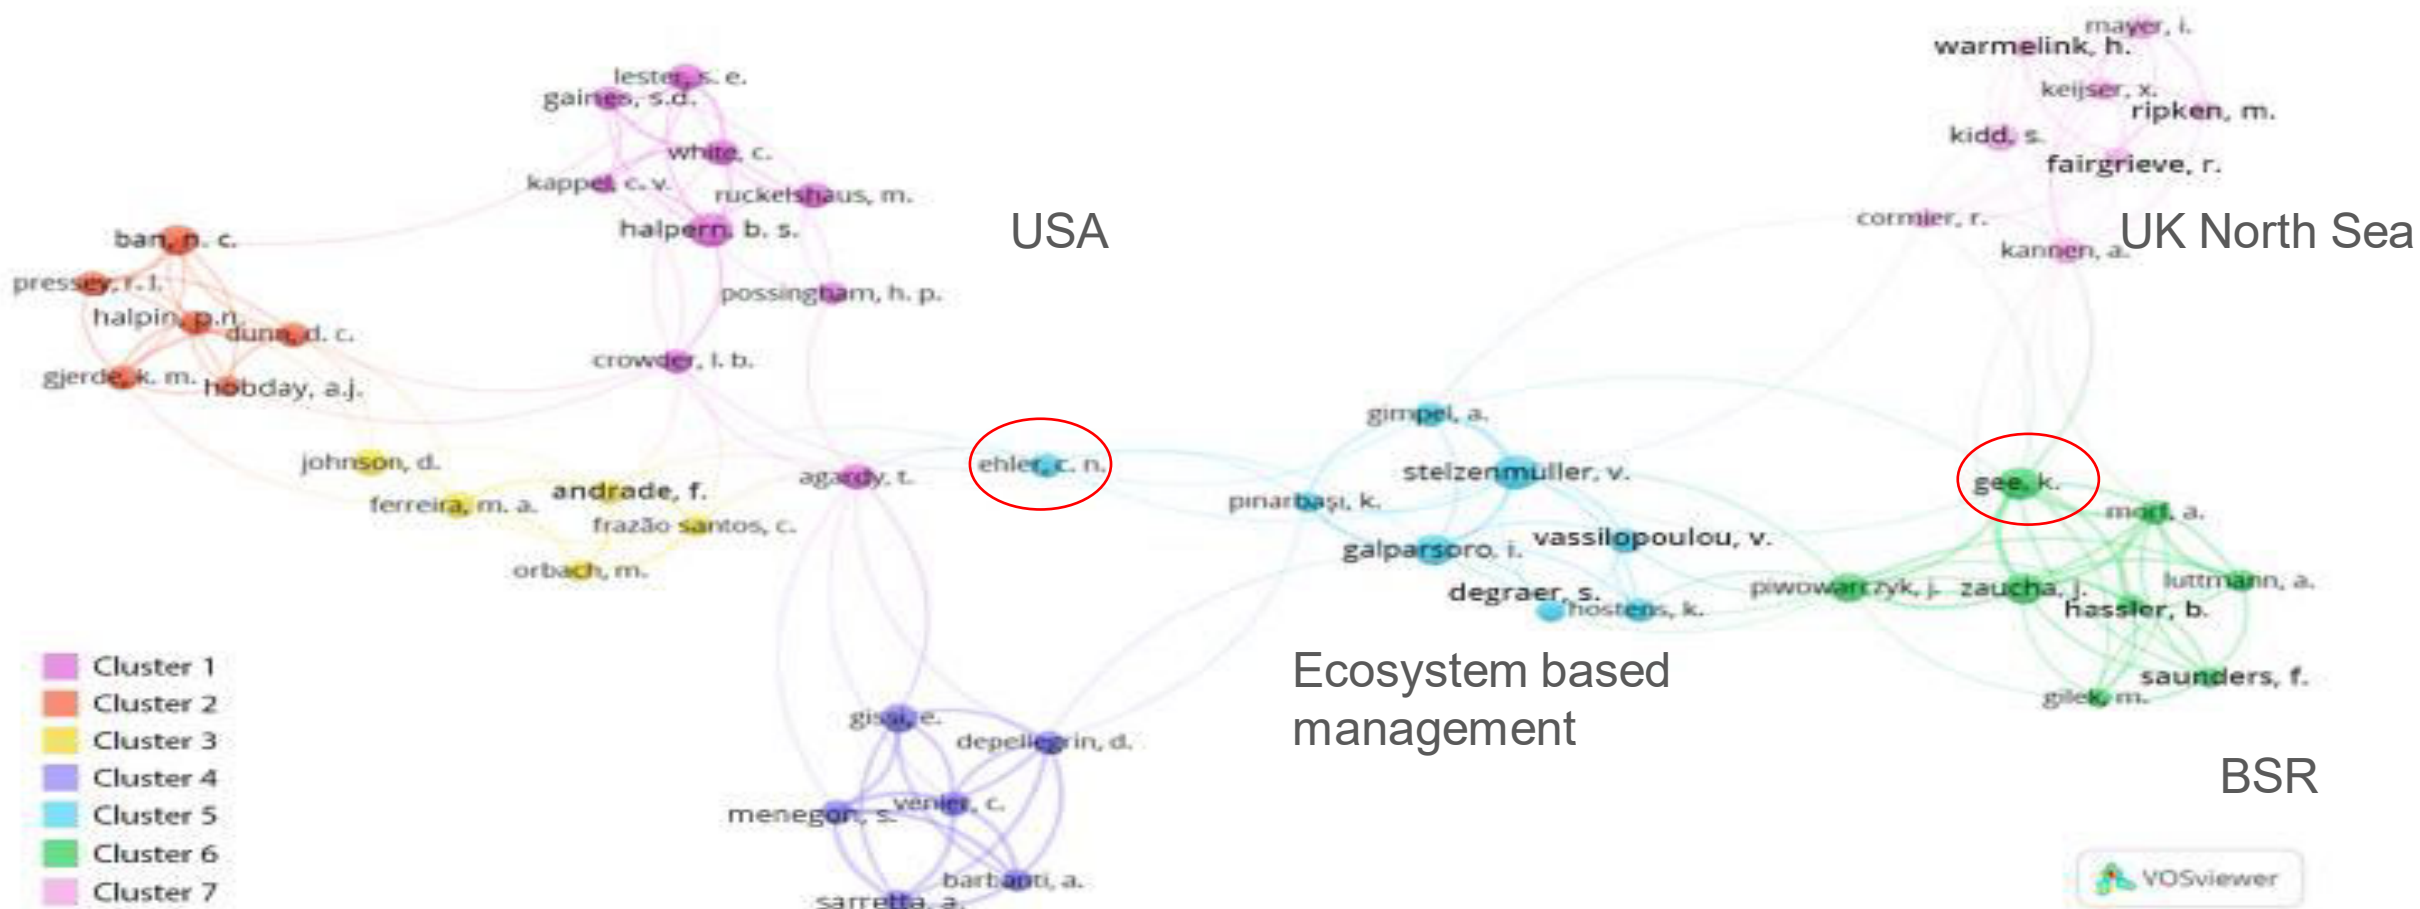 mayer, i.
warmelink, h.
lester, s. e.
keijser, x.
gaines, s.d.
ripken, m.
kidd, s.
white, c.
fairgrieve, r.
kappel, c. v.
ruckelshaus, m.
cormier, r.
halpern, b. s.
USA
UK North Sea
ban, n. c.
kannen, a.
pressey, r. l.
possingham, h. p.
halpin, p.n.
dunn, d. c.
crowder, l. b.
gjerde, k. m.
hobday, a.j.
gimpel, a.
johnson, d.
ehler, c. n.
agardy, t.
stelzenmüller, v.
gee, k.
andrade, f.
ferreira, m. a.
pınarbaşı, k.
morf, a.
frazão santos, c.
vassilopoulou, v.
galparsoro, i.
orbach, m.
luttmann, a.
piwowarczyk, j.
zaucha, j.
degraer, s.
hostens, k.
hassler, b.
Ecosystem based
management
saunders, f.
gilek, m.
gissi, e.
depellegrin, d.
BSR
venier, c.
menegon, s.
barbanti, a.
sarretta, a.
Cluster 1
Cluster 2
Cluster 3
Cluster 4
Cluster 5
Cluster 6
Cluster 7
VOSviewer